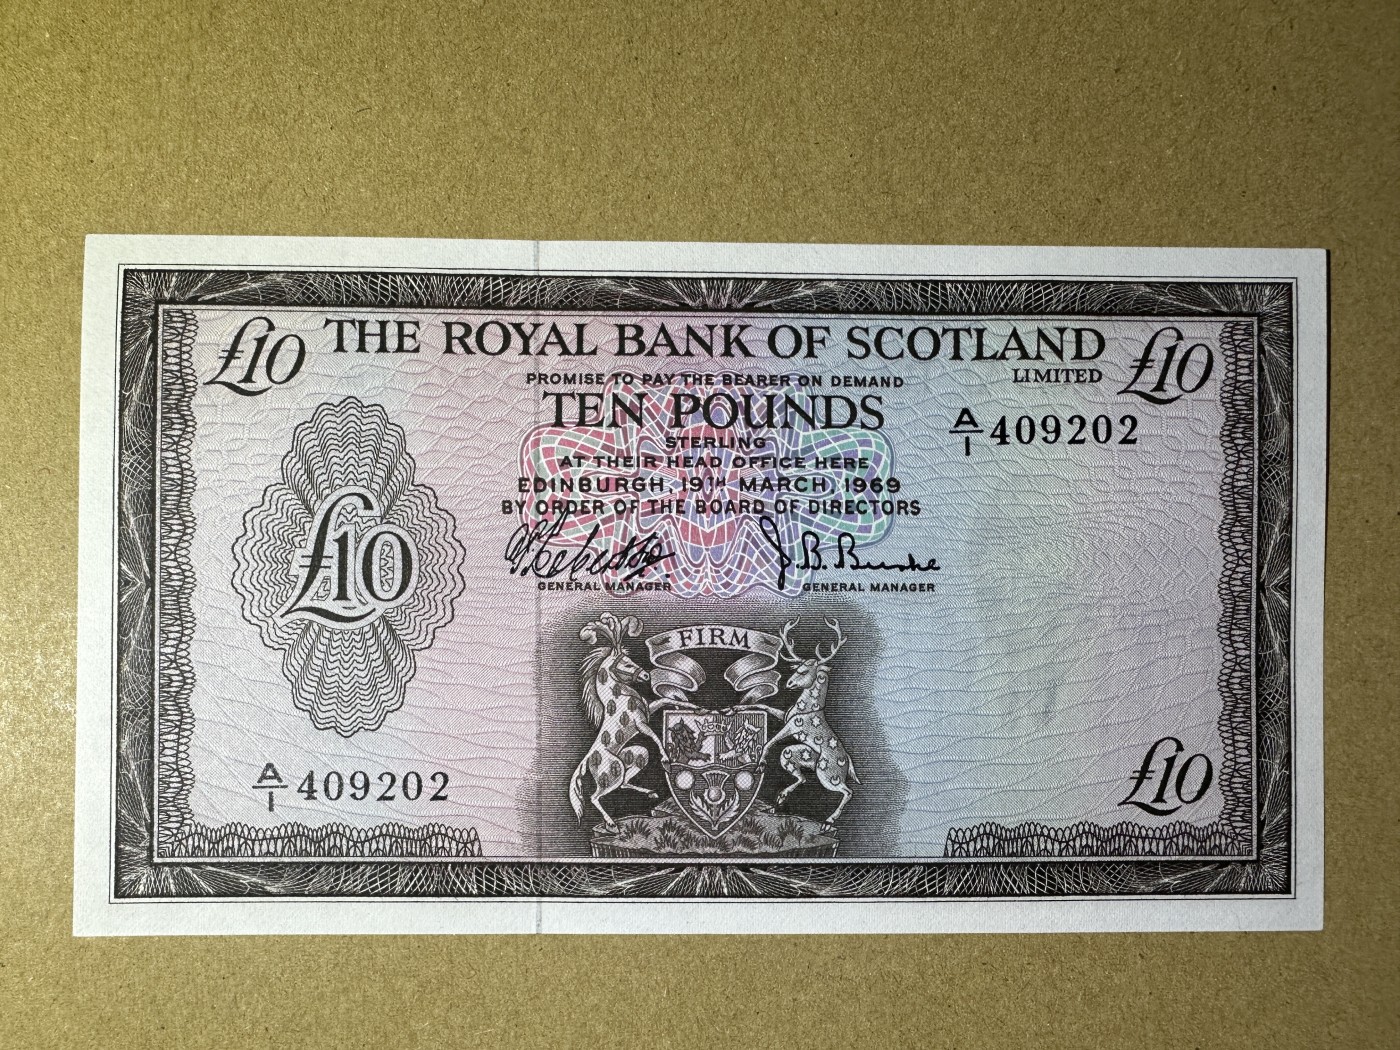 £10 THE ROYAL BANK OF SCOTLAND £10
LIMITED
PROMISE TO PAY THE BEARER ON DEMAND
TEN POUNDS
A/1 409202
STERLING
AT THEIR HEAD OFFICE HERE
EDINBURGH, 19TH MARCH, 1969
BY ORDER OF THE BOARD OF DIRECTORS
£10
J. B. Burke
GENERAL MANAGER GENERAL MANAGER
FIRM
A/1 409202
£10